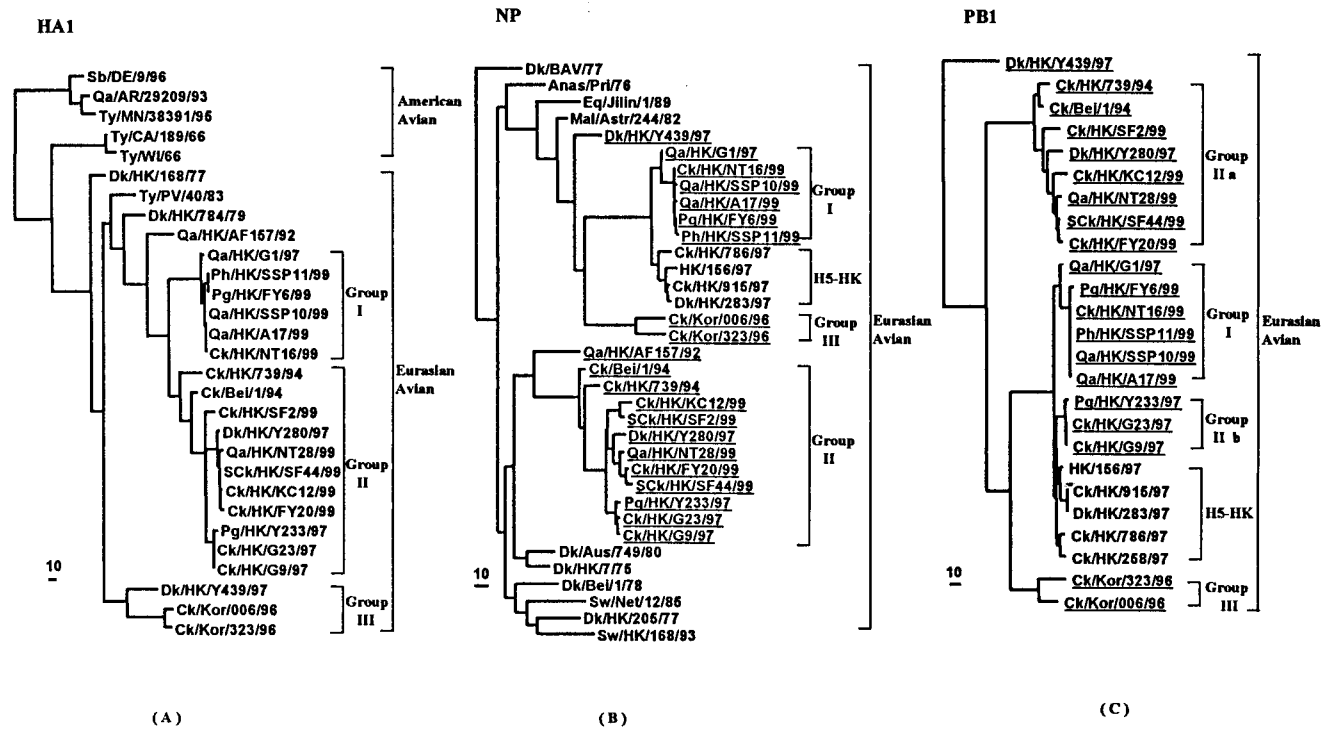 HA1
Sb/DE/9/96
Qa/AR/29209/93
Ty/MN/38391/95
Ty/CA/189/66
Ty/WI/66
American
Avian
Dk/HK/168/77
Ty/PV/40/83
Dk/HK/784/79
Qa/HK/AF157/92
Qa/HK/G1/97
Ph/HK/SSP11/99
Pg/HK/FY6/99
Qa/HK/SSP10/99
Qa/HK/A17/99
Ck/HK/NT16/99
Group
I
Ck/HK/739/94
Ck/Bei/1/94
Ck/HK/SF2/99
Dk/HK/Y280/97
Qa/HK/NT28/99
SCk/HK/SF44/99
Ck/HK/KC12/99
Ck/HK/FY20/99
Pg/HK/Y233/97
Ck/HK/G23/97
Ck/HK/G9/97
Group
II
Dk/HK/Y439/97
Ck/Kor/006/96
Ck/Kor/323/96
Group
III
Eurasian
Avian
10
(A)
NP
Dk/BAV/77
Anas/Pri/76
Eq/Jilin/1/89
Mal/Astr/244/82
Dk/HK/Y439/97
Qa/HK/G1/97
Ck/HK/NT16/99
Qa/HK/SSP10/99
Qa/HK/A17/99
Pq/HK/FY6/99
Ph/HK/SSP11/99
Group
I
Ck/HK/786/97
HK/156/97
Ck/HK/915/97
Dk/HK/283/97
H5-HK
Ck/Kor/006/96
Ck/Kor/323/96
Group
III
Qa/HK/AF157/92
Ck/Bei/1/94
Ck/HK/739/94
Ck/HK/KC12/99
SCk/HK/SF2/99
Dk/HK/Y280/97
Qa/HK/NT28/99
Ck/HK/FY20/99
SCk/HK/SF44/99
Pq/HK/Y233/97
Ck/HK/G23/97
Ck/HK/G9/97
Group
II
Dk/Aus/749/80
Dk/HK/7/75
Dk/Bei/1/78
Sw/Net/12/85
Dk/HK/205/77
Sw/HK/168/93
Eurasian
Avian
10
(B)
PB1
Dk/HK/Y439/97
Ck/HK/739/94
Ck/Bei/1/94
Ck/HK/SF2/99
Dk/HK/Y280/97
Ck/HK/KC12/99
Qa/HK/NT28/99
SCk/HK/SF44/99
Ck/HK/FY20/99
Group
II a
Qa/HK/G1/97
Pq/HK/FY6/99
Ck/HK/NT16/99
Ph/HK/SSP11/99
Qa/HK/SSP10/99
Qa/HK/A17/99
Group
I
Pq/HK/Y233/97
Ck/HK/G23/97
Ck/HK/G9/97
Group
II b
HK/156/97
Ck/HK/915/97
Dk/HK/283/97
Ck/HK/786/97
Ck/HK/258/97
H5-HK
Ck/Kor/323/96
Ck/Kor/006/96
Group
III
Eurasian
Avian
10
(C)